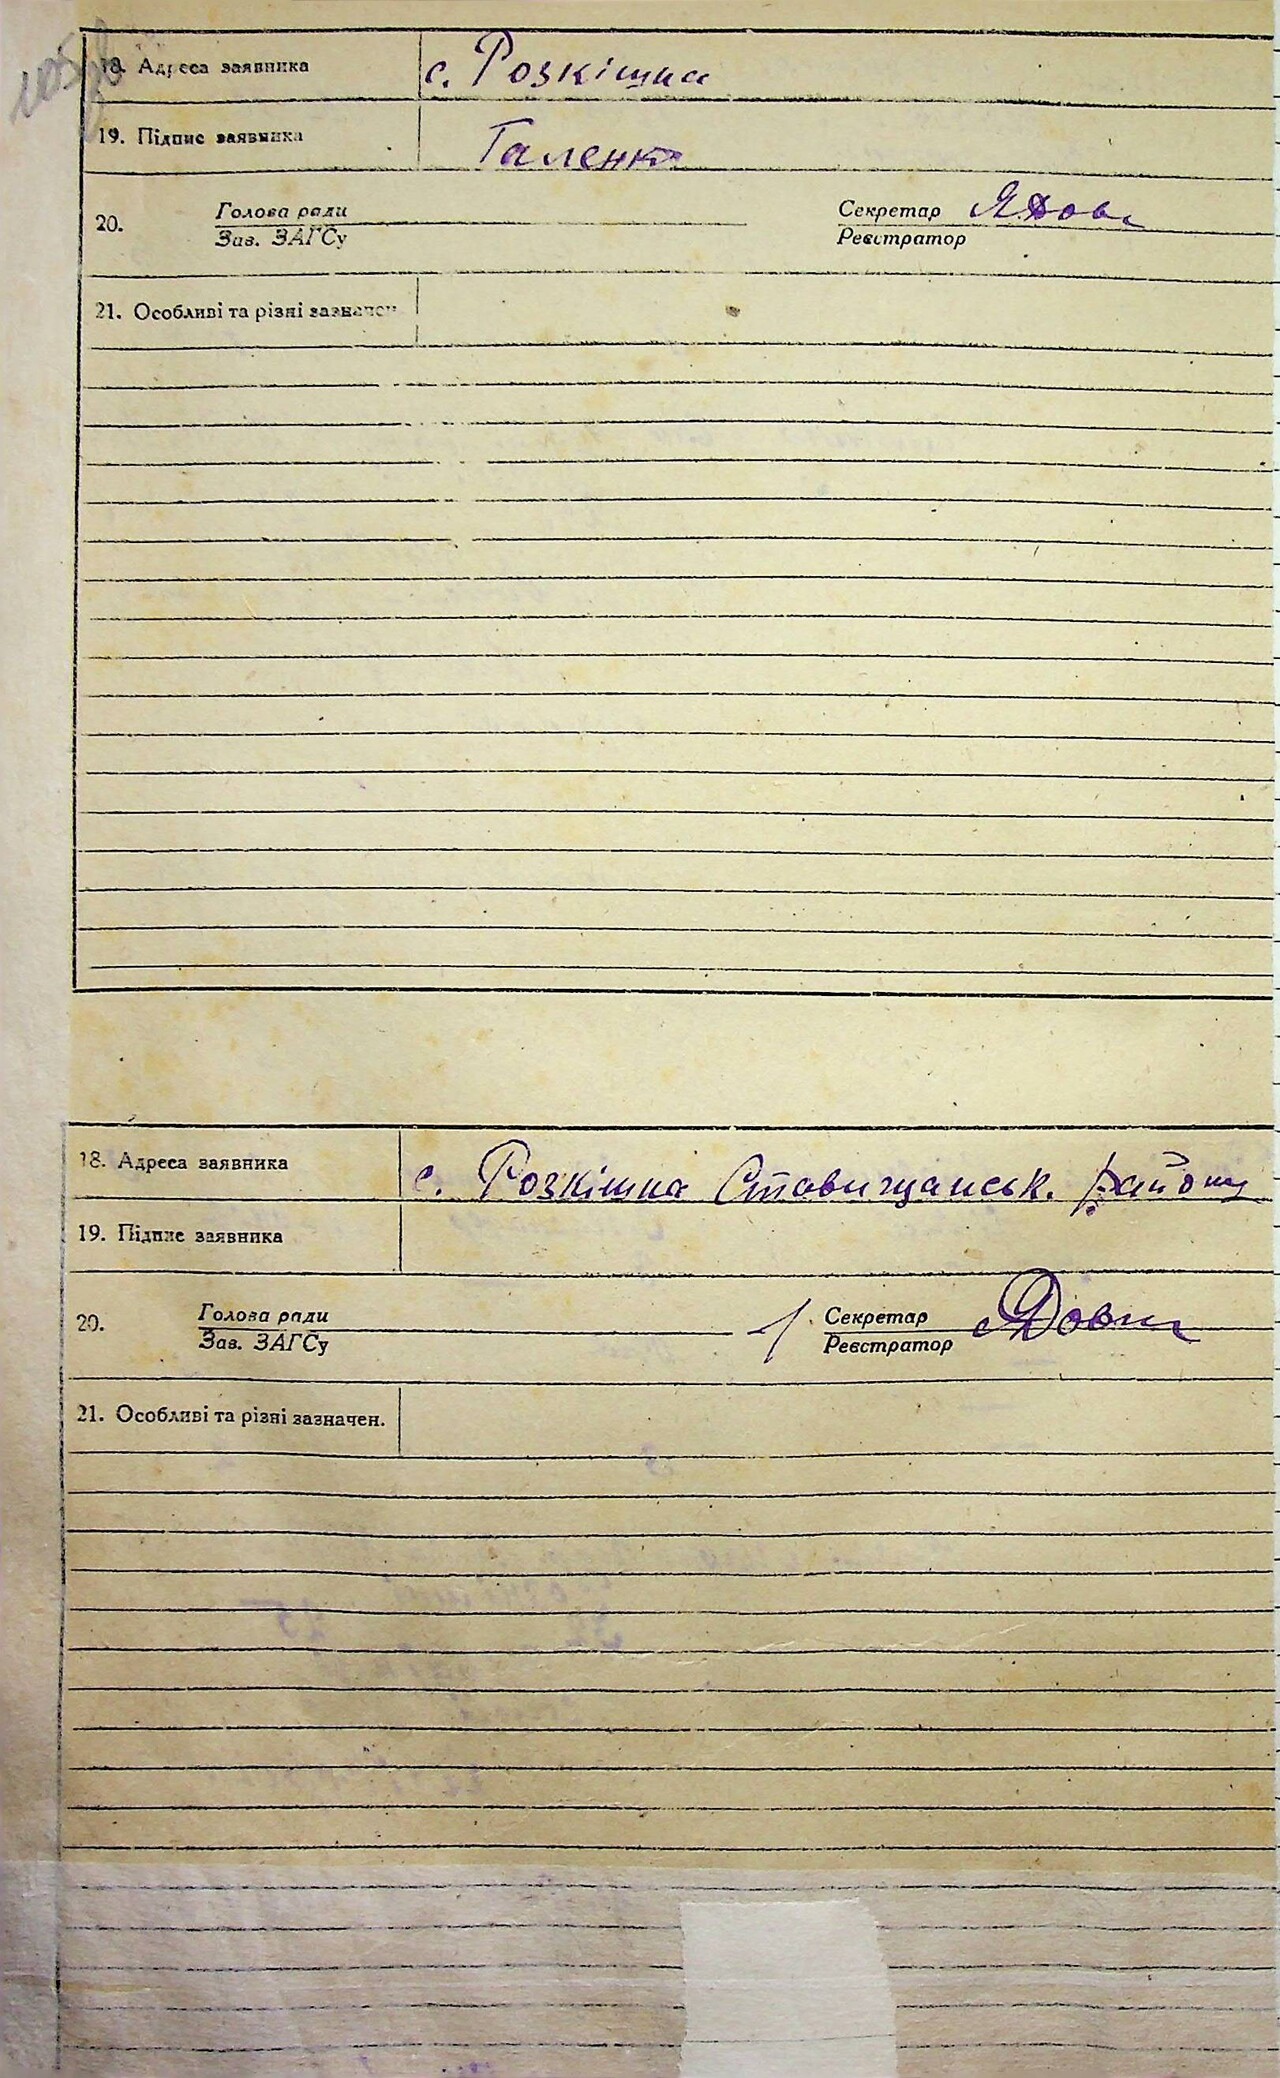 18. Адреса заявника с. Розкішна
19. Підпис заявника Галенко
20. Голова ради Секретар
Зав. ЗАГСу Реєстратор
21. Особливі та різні зазначен.
18. Адреса заявника с. Розкішна Ставищанськ. району
19. Підпис заявника
20. Голова ради Секретар
Зав. ЗАГСу Реєстратор
21. Особливі та різні зазначен.